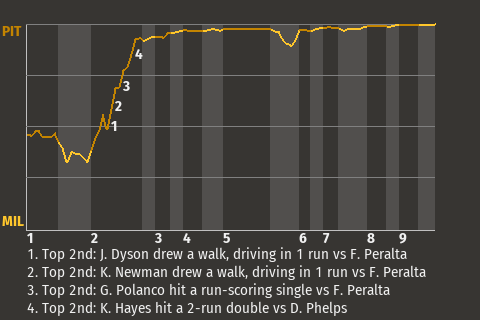 PIT
4
3
2
1
MIL
1 2 3 4 5 6 7 8 9
1. Top 2nd: J. Dyson drew a walk, driving in 1 run vs F. Peralta
2. Top 2nd: K. Newman drew a walk, driving in 1 run vs F. Peralta
3. Top 2nd: G. Polanco hit a run-scoring single vs F. Peralta
4. Top 2nd: K. Hayes hit a 2-run double vs D. Phelps